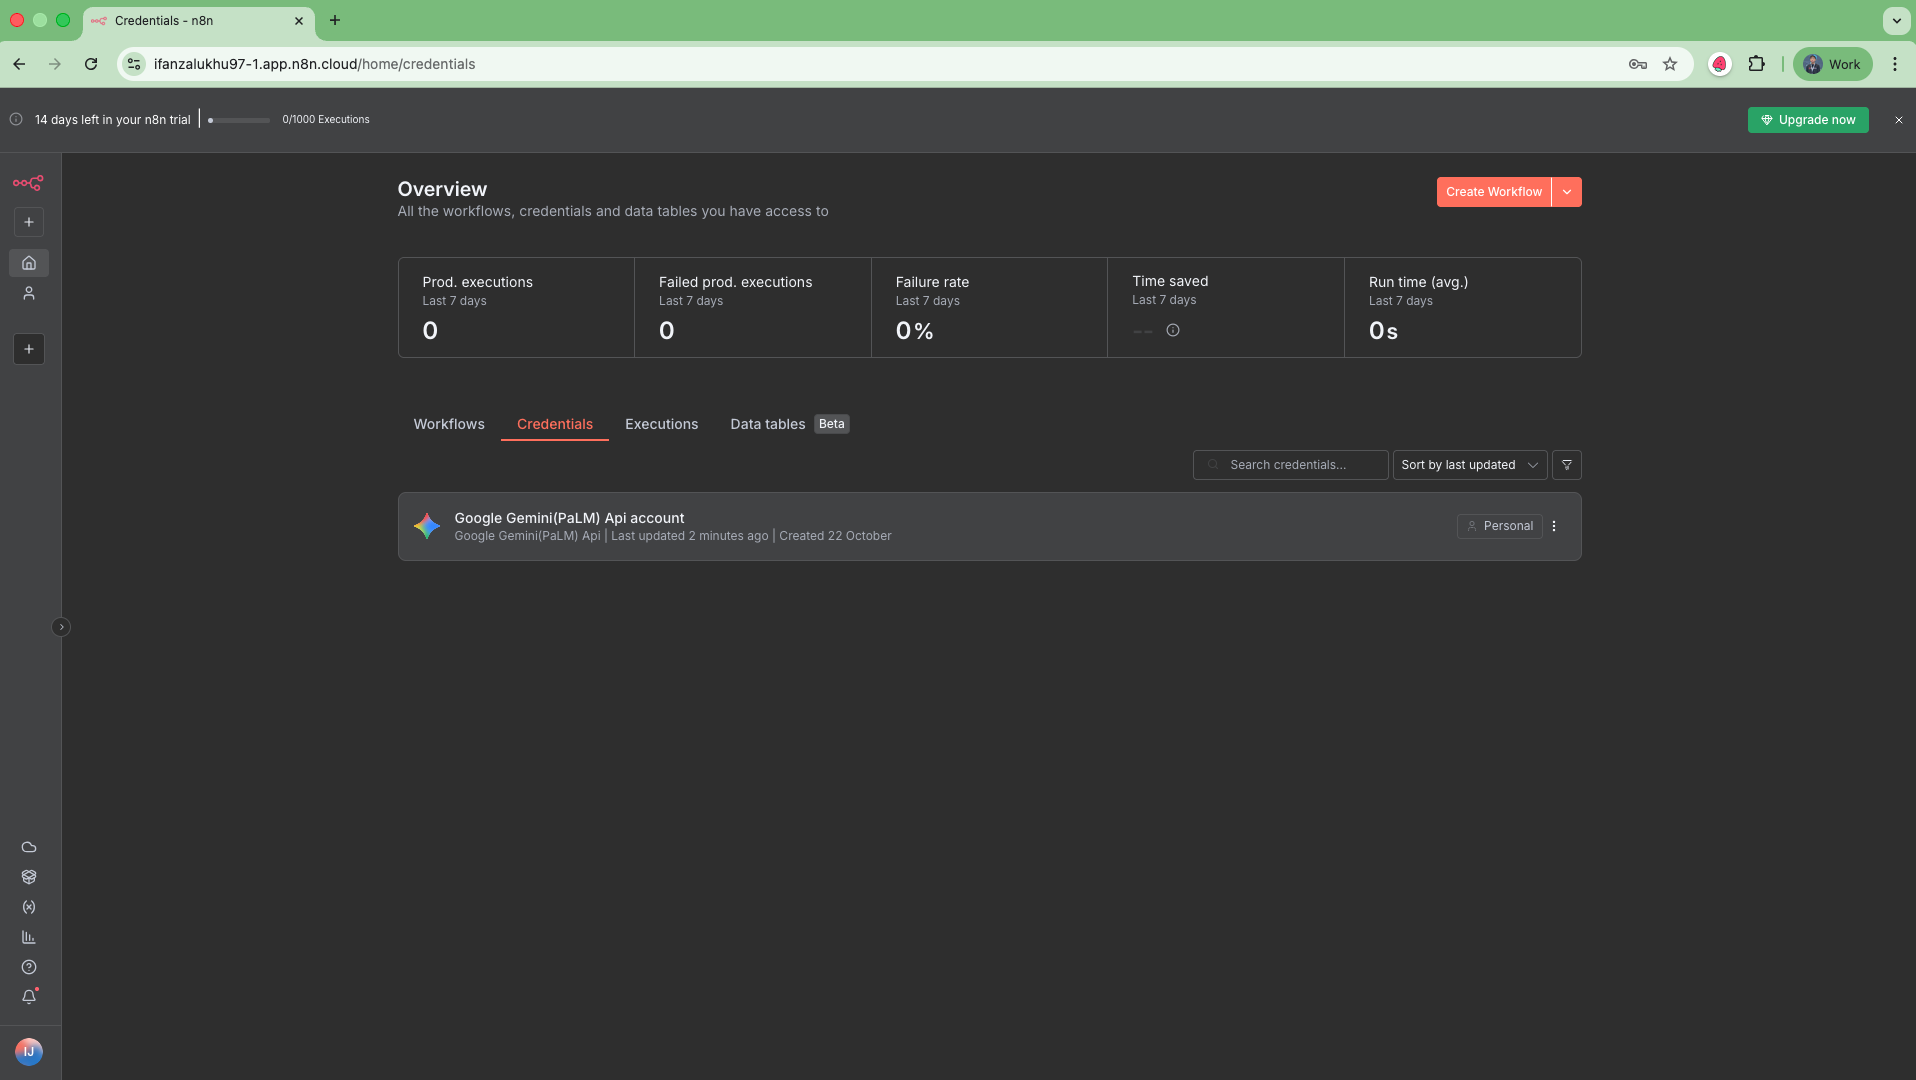 Credentials - n8n
ifanzalukhu97-1.app.n8n.cloud/home/credentials
Work
14 days left in your n8n trial
0/1000 Executions
Upgrade now
Overview
All the workflows, credentials and data tables you have access to
Create Workflow
Prod. executions
Last 7 days
0
Failed prod. executions
Last 7 days
0
Failure rate
Last 7 days
0%
Time saved
Last 7 days
--
Run time (avg.)
Last 7 days
0s
Workflows
Credentials
Executions
Data tables
Beta
Search credentials...
Sort by last updated
Google Gemini(PaLM) Api account
Google Gemini(PaLM) Api | Last updated 2 minutes ago | Created 22 October
Personal
IJ